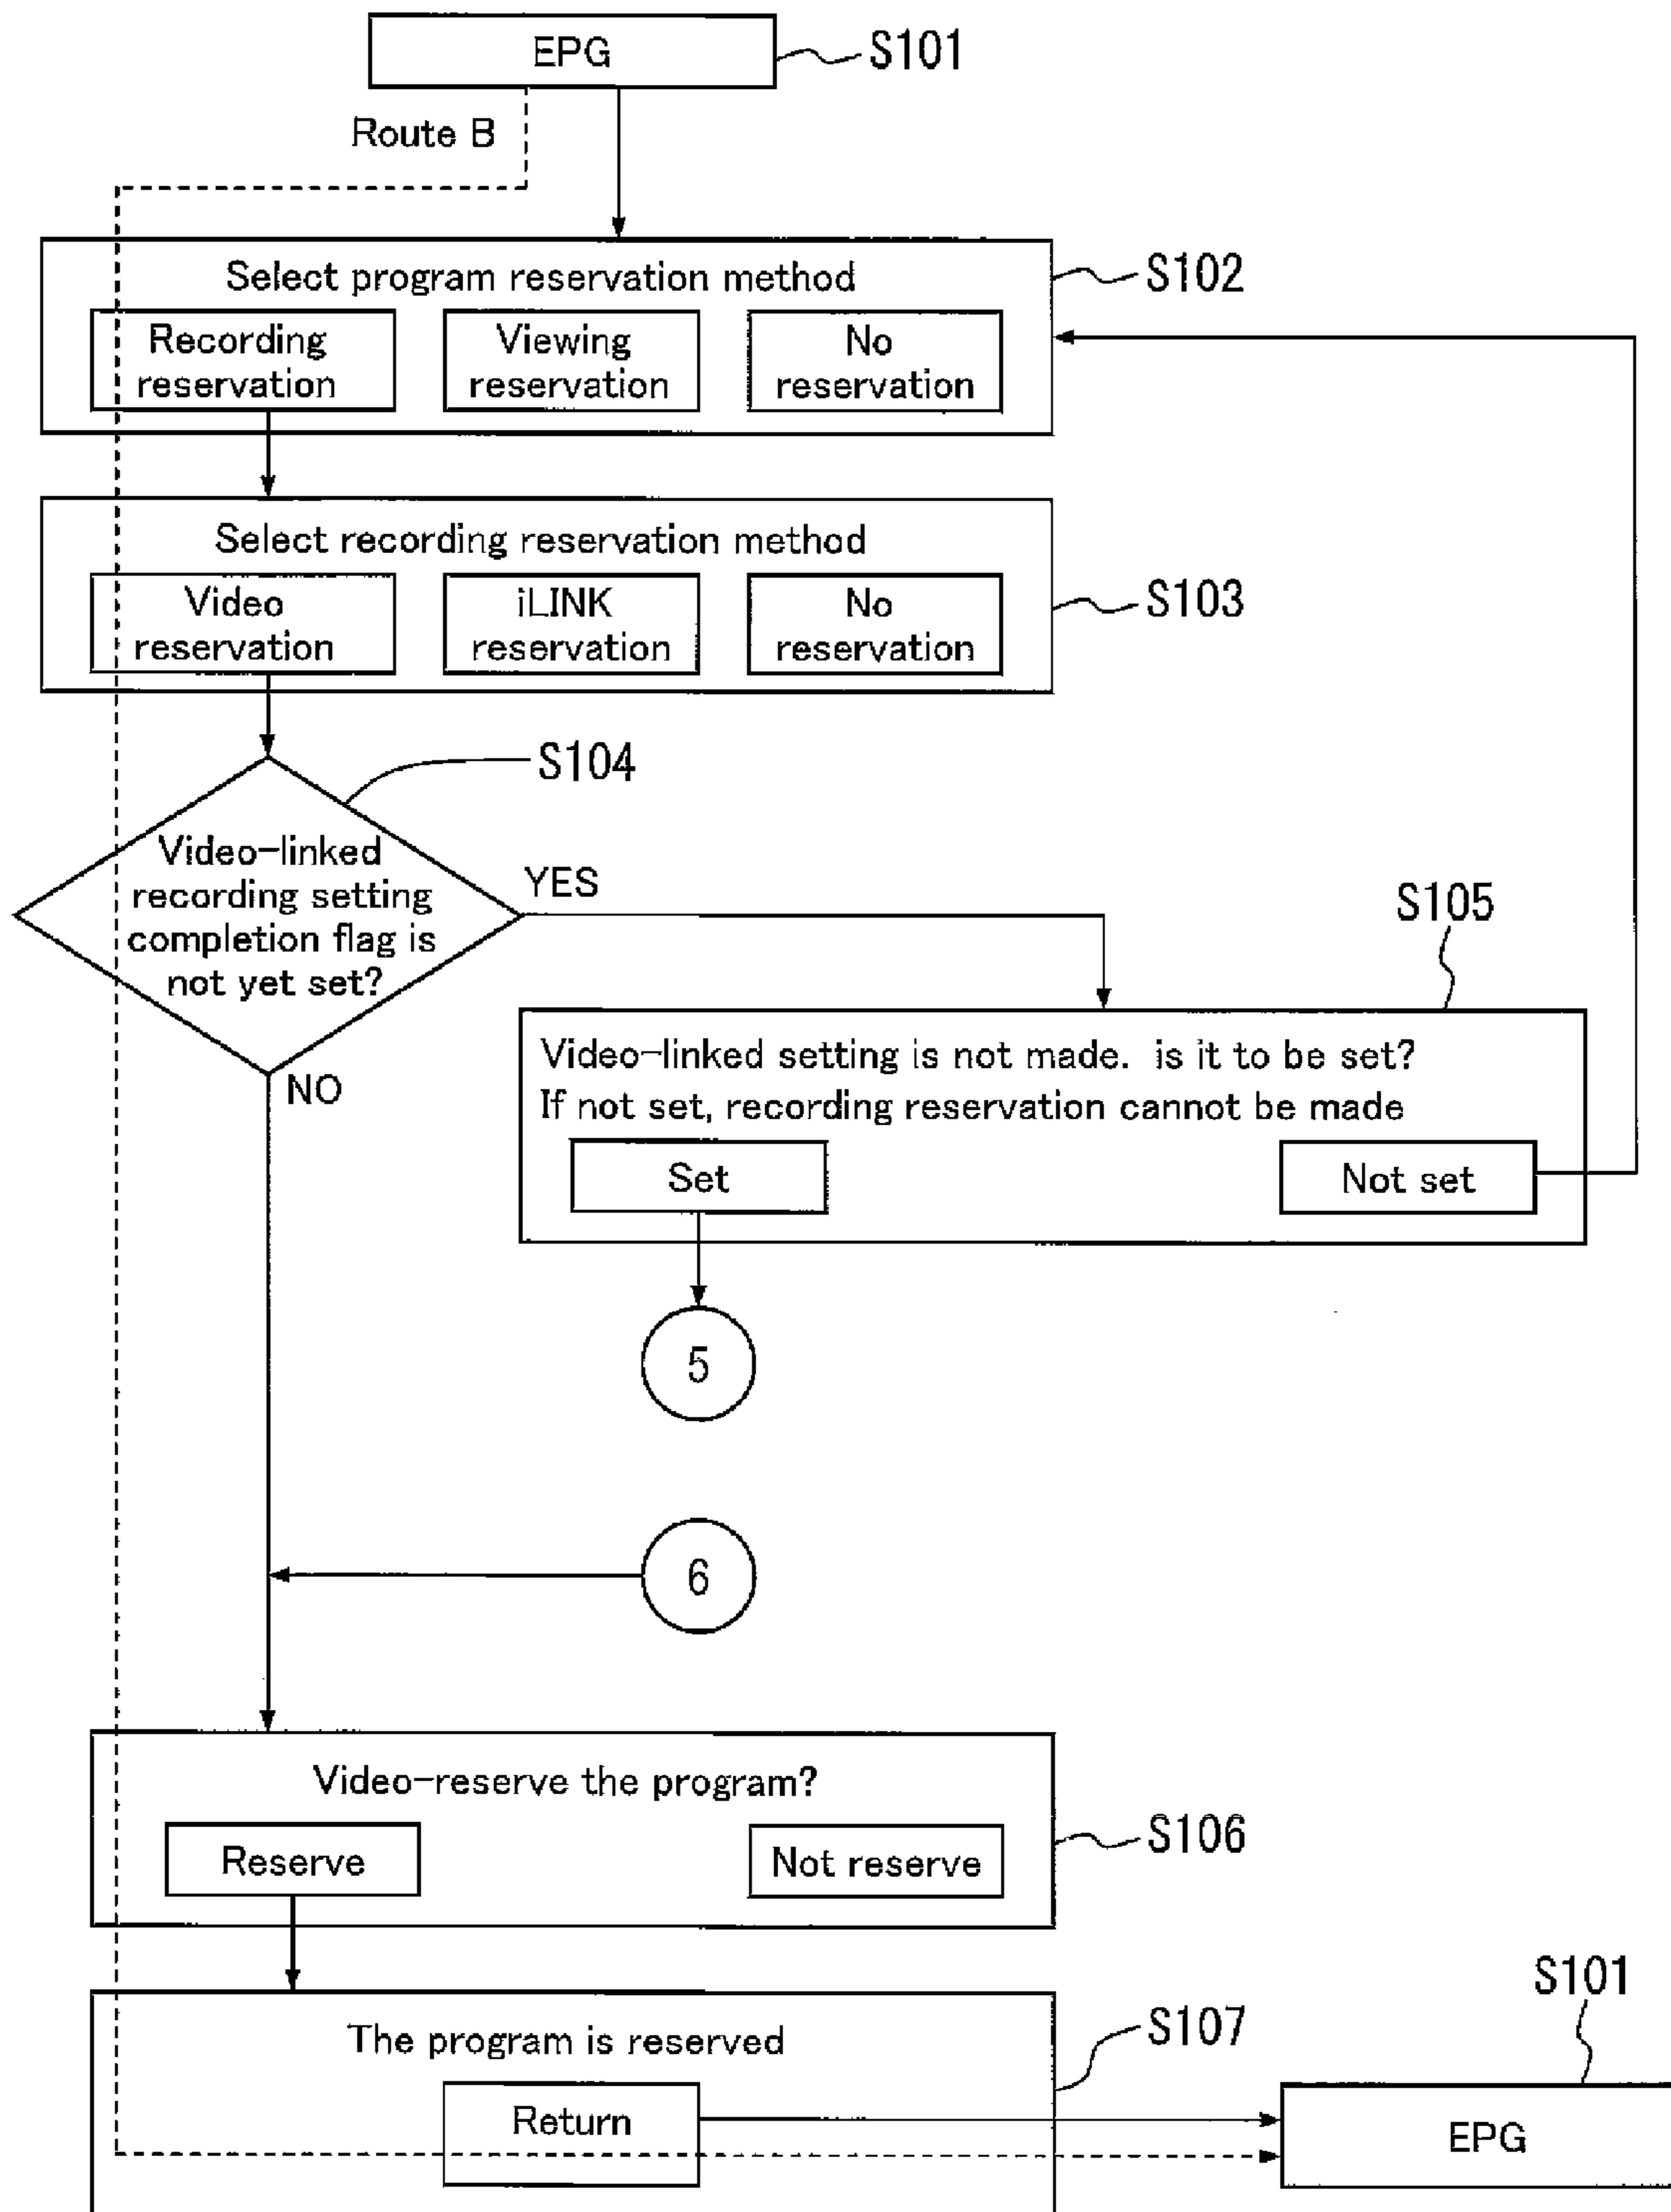 EPG
S101
Route B
Select program reservation method
S102
Recording
reservation
Viewing
reservation
No
reservation
Select recording reservation method
S103
Video
reservation
iLINK
reservation
No
reservation
S104
Video-linked
recording setting
completion flag is
not yet set?
YES
NO
S105
Video-linked setting is not made. is it to be set?
If not set, recording reservation cannot be made
Set
Not set
5
6
Video-reserve the program?
S106
Reserve
Not reserve
The program is reserved
S107
Return
S101
EPG